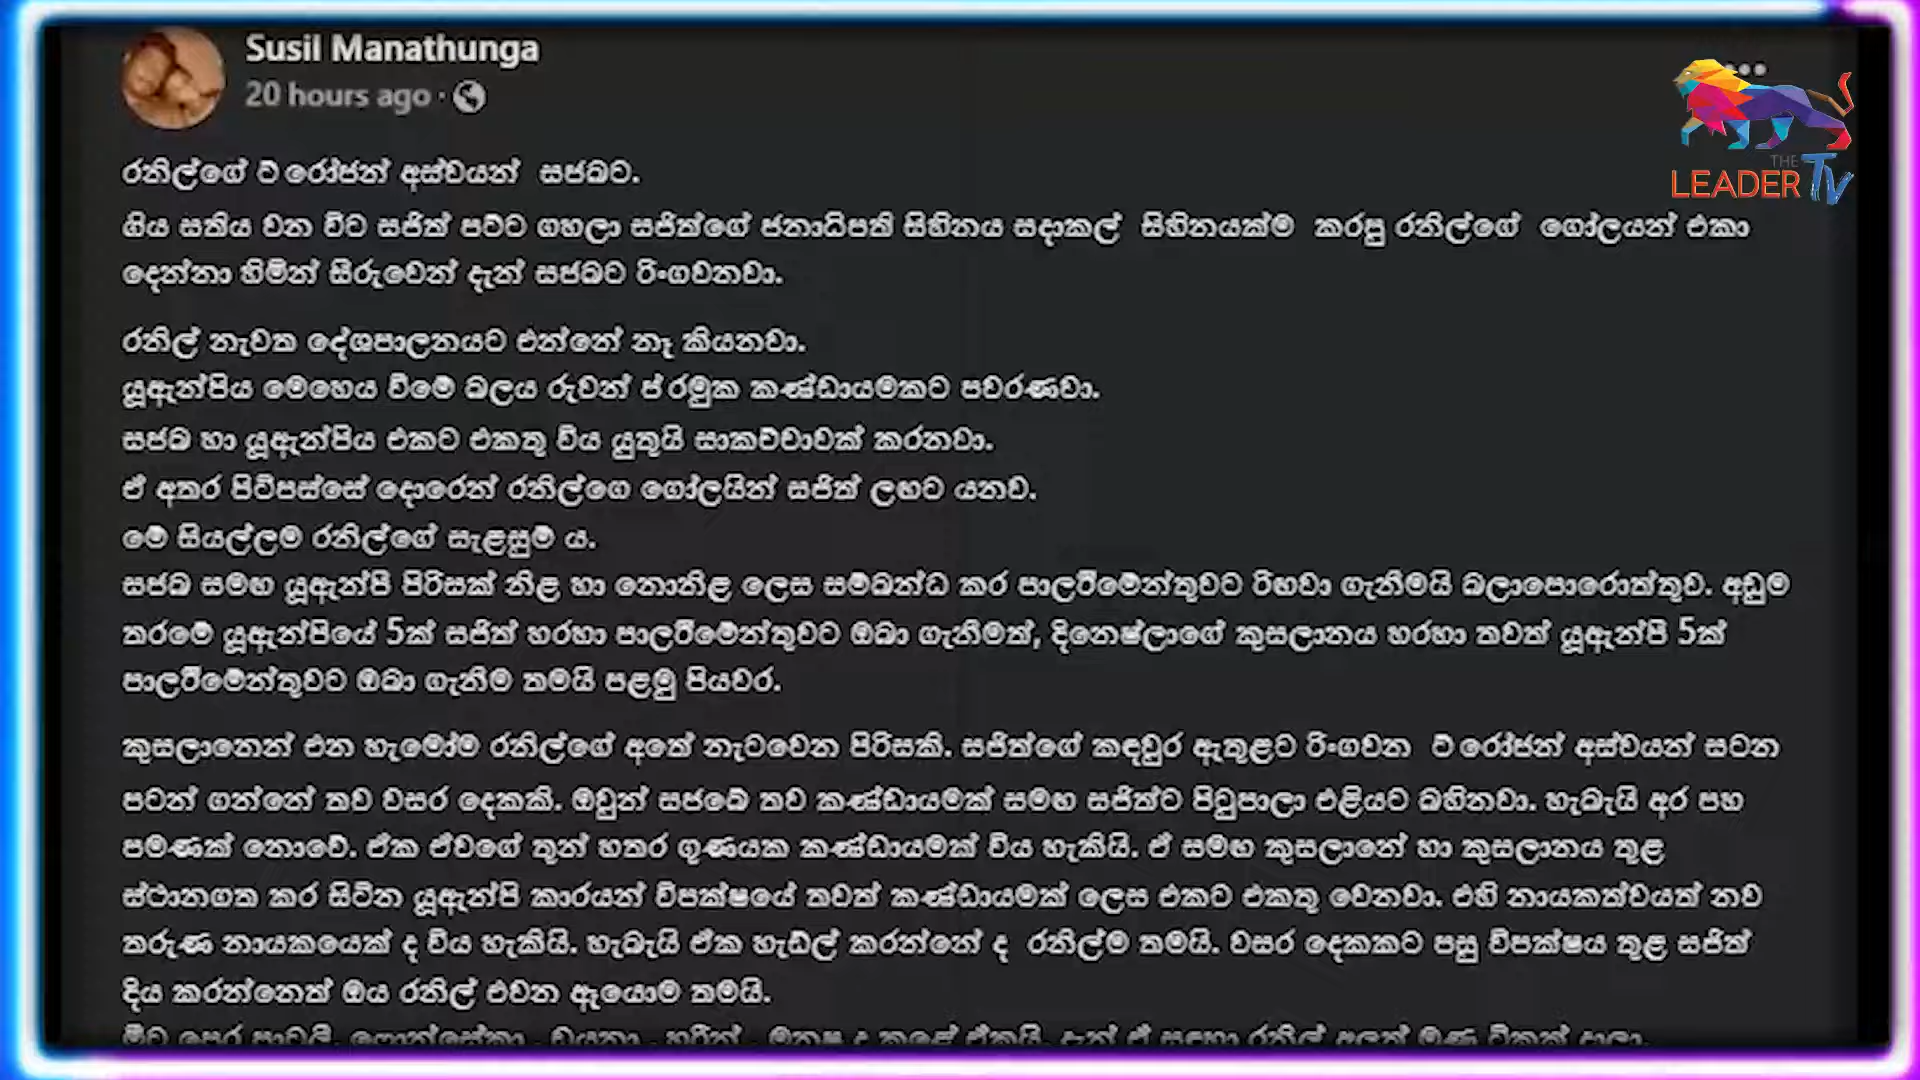 Susil Manathunga
20 hours ago ·
THE
LEADER TV
රනිල්ගේ ට්‍රෝජන් අස්වයන් සජබට.
ගිය සතිය වන විට සජිත් පට්ට ගහලා සජිත්ගේ ජනාධිපති සිහිනය සදාකල් සිහිනයක්ම කරපු රනිල්ගේ ගෝලයන් එකා
දෙන්නා හිමින් සීරුවෙන් දැන් සජබට රිංගවනවා.
රනිල් නැවත දේශපාලනයට එන්නේ නෑ කියනවා.
යූඇන්පිය මෙහෙය වීමේ බලය රුවන් ප්‍රමුක කණ්ඩායමකට පවරණවා.
සජබ හා යූඇන්පිය එකට එකතු විය යුතුයි සාකච්චාවක් කරනවා.
ඒ අතර පිටිපස්සේ දොරෙන් රනිල්ගෙ ගෝලයින් සජිත් ලඟට යනව.
මේ සියල්ලම රනිල්ගේ සැළසුම් ය.
සජබ සමඟ යූඇන්පී පිරිසක් නිළ හා නොනිළ ලෙස සම්බන්ධ කර පාලර්මේන්තුවට රිඟවා ගැනීමයි බලාපොරොත්තුව. අඩුම
තරමේ යූඇන්පියේ 5ක් සජිත් හරහා පාලර්මේන්තුවට ඔබා ගැනීමත්, දිනෙෂ්ලාගේ කුසලානය හරහා තවත් යූඇන්පී 5ක්
පාලර්මේන්තුවට ඔබා ගැනීම තමයි පළමු පියවර.
කුසලානෙන් එන හැමෝම රනිල්ගේ අතේ නැටවෙන පිරිසකි. සජිත්ගේ කඳවුර ඇතුළට රිංගවන ට්‍රෝජන් අස්වයන් සටන
පටන් ගන්නේ තව වසර දෙකකි. ඔවුන් සජබේ තව කණ්ඩායමක් සමඟ සජිත්ට පිටුපාලා එළියට බහිනවා. හැබැයි අර පහ
පමණක් නොවේ. ඒක ඒවගේ තුන් හතර ගුණයක කණ්ඩායමක් විය හැකියි. ඒ සමඟ කුසලානේ හා කුසලානය තුළ
ස්ථානගත කර සිටින යූඇන්පි කාරයන් විපක්ෂයේ තවත් කණ්ඩායමක් ලෙස එකට එකතු වෙනවා. එහි නායකත්වයත් නව
තරුණ නායකයෙක් ද විය හැකියි. හැබැයි ඒක හැඩ්ල් කරන්නේ ද රනිල්ම තමයි. වසර දෙකකට පසු විපක්ෂය තුළ සජිත්
දිය කරන්නෙත් ඔය රනිල් එවන ඇයොම තමයි.